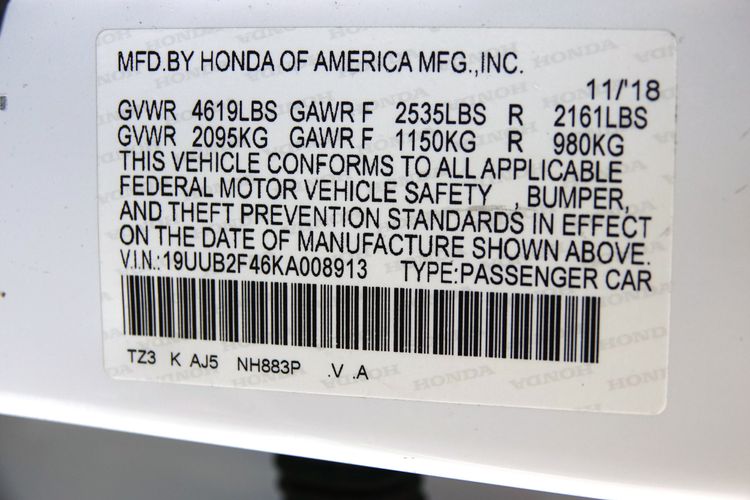 MFD.BY HONDA OF AMERICA MFG.,INC.
11/'18
GVWR 4619LBS GAWR F 2535LBS R 2161LBS
GVWR 2095KG GAWR F 1150KG R 980KG
THIS VEHICLE CONFORMS TO ALL APPLICABLE
FEDERAL MOTOR VEHICLE SAFETY , BUMPER,
AND THEFT PREVENTION STANDARDS IN EFFECT
ON THE DATE OF MANUFACTURE SHOWN ABOVE.
V.I.N.:19UUB2F46KA008913 TYPE:PASSENGER CAR
TZ3 K AJ5 NH883P .V .A